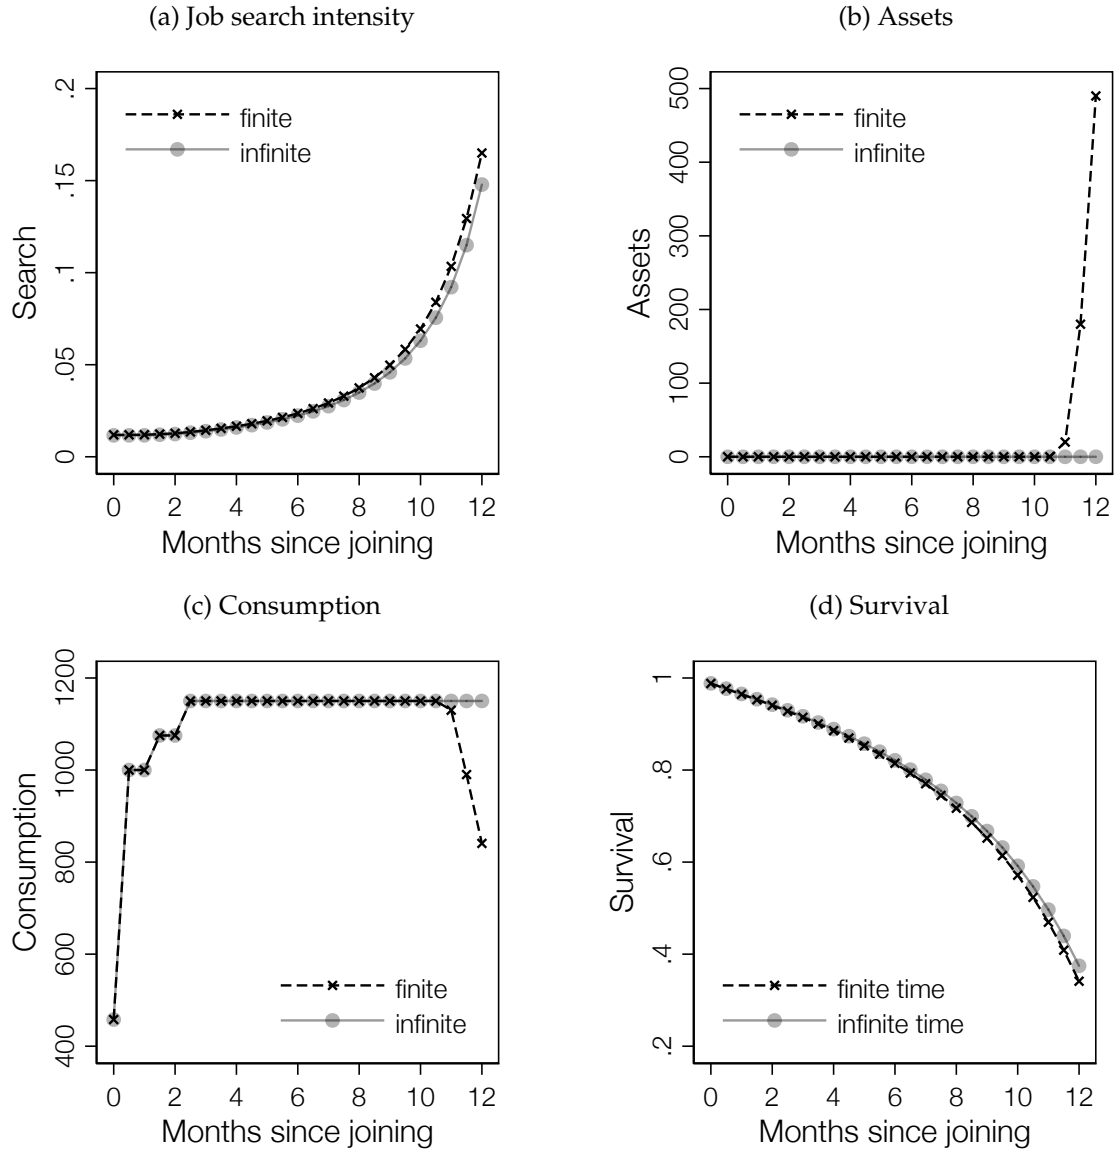 (a) Job search intensity
Search
0
.05
.1
.15
.2
finite
infinite
0 2 4 6 8 10 12
Months since joining
(b) Assets
Assets
0
100
200
300
400
500
finite
infinite
0 2 4 6 8 10 12
Months since joining
(c) Consumption
Consumption
400
600
800
1000
1200
finite
infinite
0 2 4 6 8 10 12
Months since joining
(d) Survival
Survival
.2
.4
.6
.8
1
finite time
infinite time
0 2 4 6 8 10 12
Months since joining